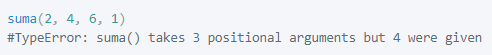 suma(2, 4, 6, 1)
#TypeError: suma() takes 3 positional arguments but 4 were given